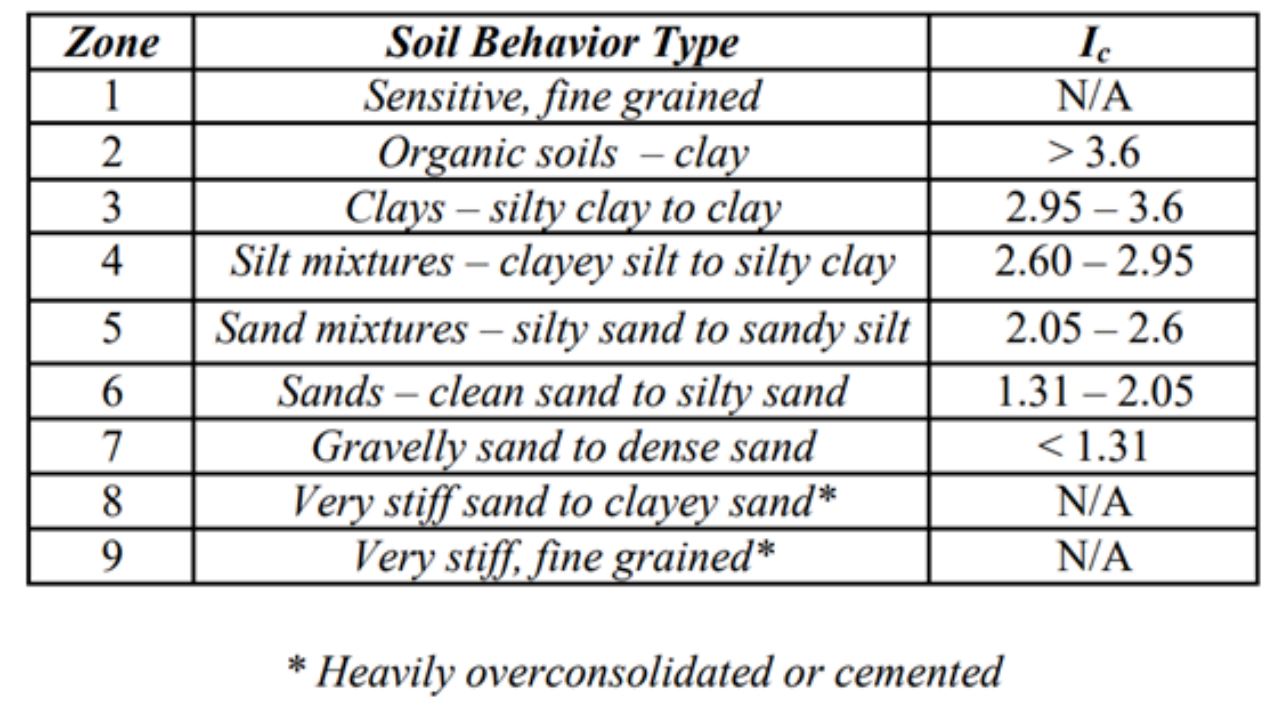 Zone Soil Behavior Type Ic
1 Sensitive, fine grained N/A
2 Organic soils – clay > 3.6
3 Clays – silty clay to clay 2.95 – 3.6
4 Silt mixtures – clayey silt to silty clay 2.60 – 2.95
5 Sand mixtures – silty sand to sandy silt 2.05 – 2.6
6 Sands – clean sand to silty sand 1.31 – 2.05
7 Gravelly sand to dense sand < 1.31
8 Very stiff sand to clayey sand* N/A
9 Very stiff, fine grained* N/A
* Heavily overconsolidated or cemented